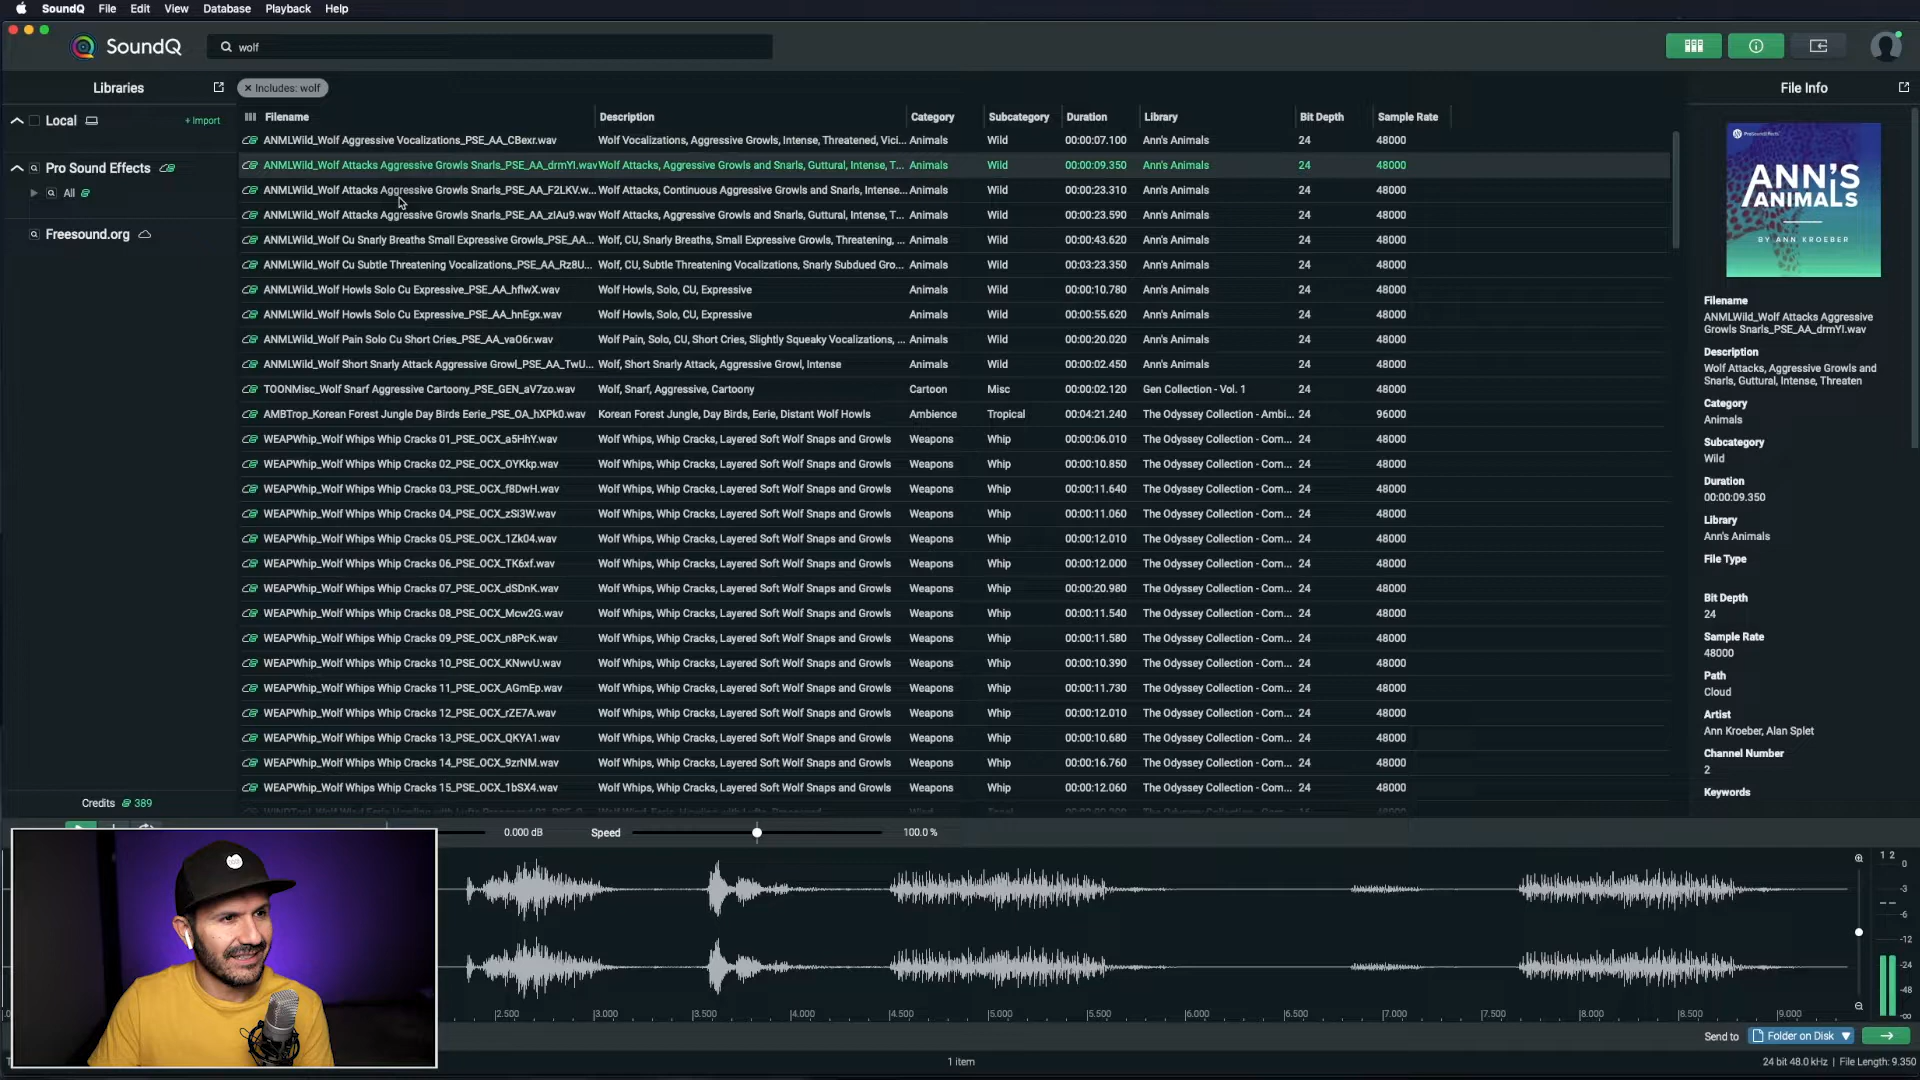 SoundQ File Edit View Database Playback Help
SoundQ
wolf
Libraries
Includes: wolf
File Info
Local + Import
Pro Sound Effects
All
Freesound.org
Credits 389
Filename Description Category Subcategory Duration Library Bit Depth Sample Rate
ANMLWild_Wolf Aggressive Vocalizations_PSE_AA_CBexr.wav Wolf Vocalizations, Aggressive Growls, Intense, Threatened, Vici... Animals Wild 00:00:07.100 Ann's Animals 24 48000
ANMLWild_Wolf Attacks Aggressive Growls Snarls_PSE_AA_drmYI.wav Wolf Attacks, Aggressive Growls and Snarls, Guttural, Intense, T... Animals Wild 00:00:09.350 Ann's Animals 24 48000
ANMLWild_Wolf Attacks Aggressive Growls Snarls_PSE_AA_F2LKV.w... Wolf Attacks, Continuous Aggressive Growls and Snarls, Intense... Animals Wild 00:00:23.310 Ann's Animals 24 48000
ANMLWild_Wolf Attacks Aggressive Growls Snarls_PSE_AA_zIAu9.wav Wolf Attacks, Aggressive Growls and Snarls, Guttural, Intense, T... Animals Wild 00:00:23.590 Ann's Animals 24 48000
ANMLWild_Wolf Cu Snarly Breaths Small Expressive Growls_PSE_AA... Wolf, CU, Snarly Breaths, Small Expressive Growls, Threatening, ... Animals Wild 00:00:43.620 Ann's Animals 24 48000
ANMLWild_Wolf Cu Subtle Threatening Vocalizations_PSE_AA_Rz8U... Wolf, CU, Subtle Threatening Vocalizations, Snarly Subdued Gro... Animals Wild 00:03:23.350 Ann's Animals 24 48000
ANMLWild_Wolf Howls Solo Cu Expressive_PSE_AA_hflwX.wav Wolf Howls, Solo, CU, Expressive Animals Wild 00:00:10.780 Ann's Animals 24 48000
ANMLWild_Wolf Howls Solo Cu Expressive_PSE_AA_hnEgx.wav Wolf Howls, Solo, CU, Expressive Animals Wild 00:00:55.620 Ann's Animals 24 48000
ANMLWild_Wolf Pain Solo Cu Short Cries_PSE_AA_vaO6r.wav Wolf Pain, Solo, CU, Short Cries, Slightly Squeaky Vocalizations, ... Animals Wild 00:00:20.020 Ann's Animals 24 48000
ANMLWild_Wolf Short Snarly Attack Aggressive Growl_PSE_AA_TwU... Wolf, Short Snarly Attack, Aggressive Growl, Intense Animals Wild 00:00:02.450 Ann's Animals 24 48000
TOONMisc_Wolf Snarf Aggressive Cartoony_PSE_GEN_aV7zo.wav Wolf, Snarf, Aggressive, Cartoony Cartoon Misc 00:00:02.120 Gen Collection - Vol. 1 24 48000
AMBTrop_Korean Forest Jungle Day Birds Eerie_PSE_OA_hXPk0.wav Korean Forest Jungle, Day Birds, Eerie, Distant Wolf Howls Ambience Tropical 00:04:21.240 The Odyssey Collection - Ambi... 24 96000
WEAPWhip_Wolf Whips Whip Cracks 01_PSE_OCX_a5HhY.wav Wolf Whips, Whip Cracks, Layered Soft Wolf Snaps and Growls Weapons Whip 00:00:06.010 The Odyssey Collection - Com... 24 48000
WEAPWhip_Wolf Whips Whip Cracks 02_PSE_OCX_OYKkp.wav Wolf Whips, Whip Cracks, Layered Soft Wolf Snaps and Growls Weapons Whip 00:00:10.850 The Odyssey Collection - Com... 24 48000
WEAPWhip_Wolf Whips Whip Cracks 03_PSE_OCX_f8DwH.wav Wolf Whips, Whip Cracks, Layered Soft Wolf Snaps and Growls Weapons Whip 00:00:11.640 The Odyssey Collection - Com... 24 48000
WEAPWhip_Wolf Whips Whip Cracks 04_PSE_OCX_zSi3W.wav Wolf Whips, Whip Cracks, Layered Soft Wolf Snaps and Growls Weapons Whip 00:00:11.060 The Odyssey Collection - Com... 24 48000
WEAPWhip_Wolf Whips Whip Cracks 05_PSE_OCX_1Zk04.wav Wolf Whips, Whip Cracks, Layered Soft Wolf Snaps and Growls Weapons Whip 00:00:12.010 The Odyssey Collection - Com... 24 48000
WEAPWhip_Wolf Whips Whip Cracks 06_PSE_OCX_TK6xf.wav Wolf Whips, Whip Cracks, Layered Soft Wolf Snaps and Growls Weapons Whip 00:00:12.000 The Odyssey Collection - Com... 24 48000
WEAPWhip_Wolf Whips Whip Cracks 07_PSE_OCX_dSDnK.wav Wolf Whips, Whip Cracks, Layered Soft Wolf Snaps and Growls Weapons Whip 00:00:20.980 The Odyssey Collection - Com... 24 48000
WEAPWhip_Wolf Whips Whip Cracks 08_PSE_OCX_Mcw2G.wav Wolf Whips, Whip Cracks, Layered Soft Wolf Snaps and Growls Weapons Whip 00:00:11.540 The Odyssey Collection - Com... 24 48000
WEAPWhip_Wolf Whips Whip Cracks 09_PSE_OCX_n8PcK.wav Wolf Whips, Whip Cracks, Layered Soft Wolf Snaps and Growls Weapons Whip 00:00:11.580 The Odyssey Collection - Com... 24 48000
WEAPWhip_Wolf Whips Whip Cracks 10_PSE_OCX_KNwvU.wav Wolf Whips, Whip Cracks, Layered Soft Wolf Snaps and Growls Weapons Whip 00:00:10.390 The Odyssey Collection - Com... 24 48000
WEAPWhip_Wolf Whips Whip Cracks 11_PSE_OCX_AGmEp.wav Wolf Whips, Whip Cracks, Layered Soft Wolf Snaps and Growls Weapons Whip 00:00:11.730 The Odyssey Collection - Com... 24 48000
WEAPWhip_Wolf Whips Whip Cracks 12_PSE_OCX_rZE7A.wav Wolf Whips, Whip Cracks, Layered Soft Wolf Snaps and Growls Weapons Whip 00:00:12.010 The Odyssey Collection - Com... 24 48000
WEAPWhip_Wolf Whips Whip Cracks 13_PSE_OCX_QKYA1.wav Wolf Whips, Whip Cracks, Layered Soft Wolf Snaps and Growls Weapons Whip 00:00:10.680 The Odyssey Collection - Com... 24 48000
WEAPWhip_Wolf Whips Whip Cracks 14_PSE_OCX_9zrNM.wav Wolf Whips, Whip Cracks, Layered Soft Wolf Snaps and Growls Weapons Whip 00:00:16.760 The Odyssey Collection - Com... 24 48000
WEAPWhip_Wolf Whips Whip Cracks 15_PSE_OCX_1bSX4.wav Wolf Whips, Whip Cracks, Layered Soft Wolf Snaps and Growls Weapons Whip 00:00:12.060 The Odyssey Collection - Com... 24 48000
ProSoundEffects
ANN'S
ANIMALS
BY ANN KROEBER
Filename
ANMLWild_Wolf Attacks Aggressive
Growls Snarls_PSE_AA_drmYI.wav
Description
Wolf Attacks, Aggressive Growls and
Snarls, Guttural, Intense, Threaten
Category
Animals
Subcategory
Wild
Duration
00:00:09.350
Library
Ann's Animals
File Type
Bit Depth
24
Sample Rate
48000
Path
Cloud
Artist
Ann Kroeber, Alan Splet
Channel Number
2
Keywords
0.000 dB Speed 100.0 %
1 2
0
-3
-6
-12
-24
-48
-∞
2.500 3.000 3.500 4.000 4.500 5.000 5.500 6.000 6.500 7.000 7.500 8.000 8.500 9.000
Send to Folder on Disk
1 item
24 bit 48.0 kHz | File Length: 9.350